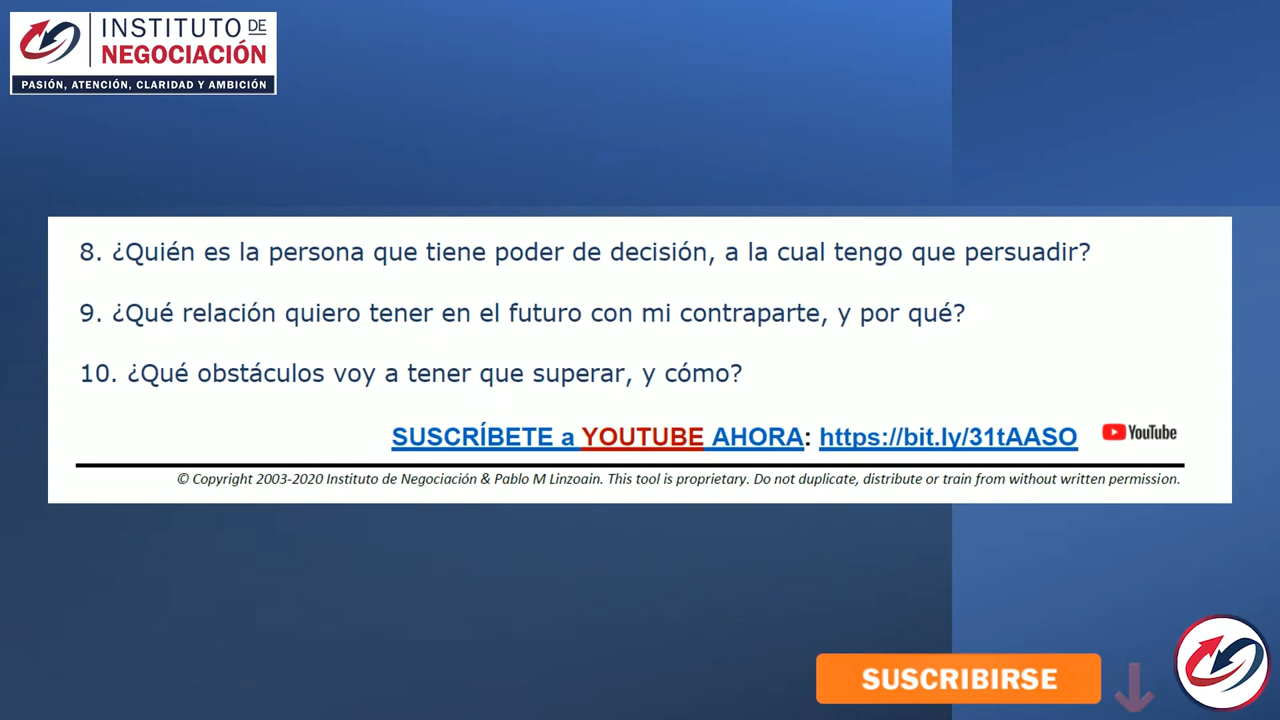 INSTITUTO DE
NEGOCIACIÓN
PASIÓN, ATENCIÓN, CLARIDAD Y AMBICIÓN
8. ¿Quién es la persona que tiene poder de decisión, a la cual tengo que persuadir?
9. ¿Qué relación quiero tener en el futuro con mi contraparte, y por qué?
10. ¿Qué obstáculos voy a tener que superar, y cómo?
SUSCRÍBETE a YOUTUBE AHORA: https://bit.ly/31tAASO YouTube
© Copyright 2003-2020 Instituto de Negociación & Pablo M Linzoain. This tool is proprietary. Do not duplicate, distribute or train from without written permission.
SUSCRIBIRSE